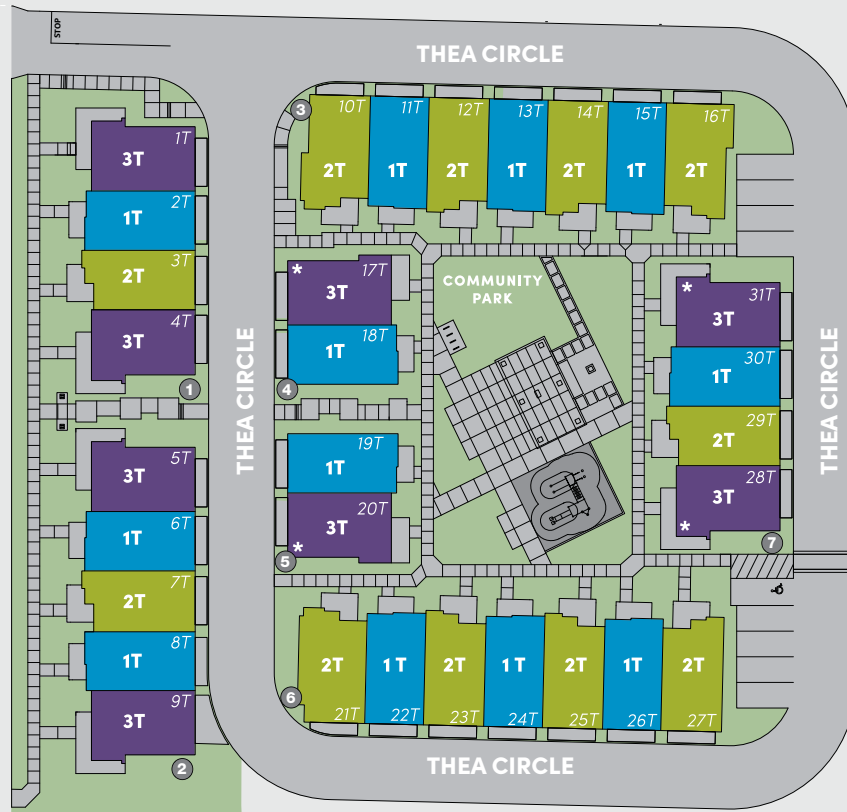 STOP
THEA CIRCLE
3
10T
2T
11T
1T
12T
2T
13T
1T
14T
2T
15T
1T
16T
2T
1T
3T
2T
1T
3T
2T
4T
3T
1
THEA CIRCLE
* 17T
3T
18T
1T
4
COMMUNITY
PARK
* 31T
3T
30T
1T
29T
2T
28T
3T
*
7
THEA CIRCLE
5T
3T
6T
1T
7T
2T
8T
1T
9T
3T
2
19T
1T
20T
3T
*
5
6
2T
21T
1T
22T
2T
23T
1T
24T
2T
25T
1T
26T
2T
27T
THEA CIRCLE